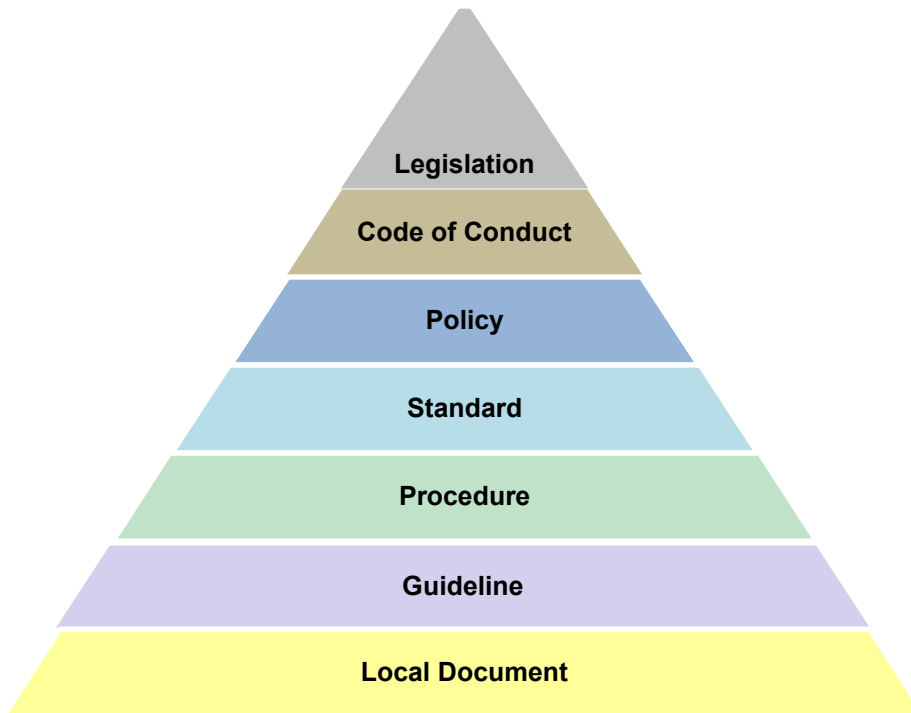 Legislation
Code of Conduct
Policy
Standard
Procedure
Guideline
Local Document